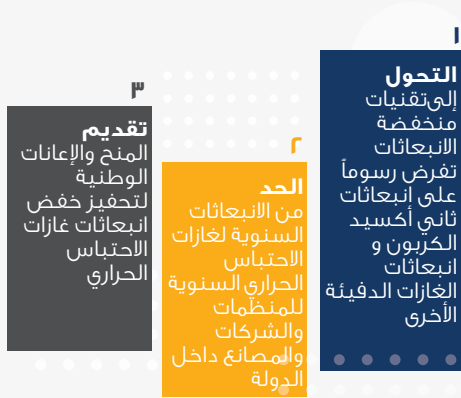 ١
التحول
إلىتقنيات
منخفضة
الانبعاثات
تفرض رسوماً
على انبعاثات
ثاني أكسيد
الكربون و
انبعاثات
الغازات الدفيئة
الأخرى
٢
الحد
من الانبعاثات
السنوية لغازات
الاحتباس
الحراري السنوية
للمنظمات
والشركات
والمصانع داخل
الدولة
٣
تقديم
المنح والإعانات
الوطنية
لتحفيز خفض
انبعاثات غازات
الاحتباس
الحراري